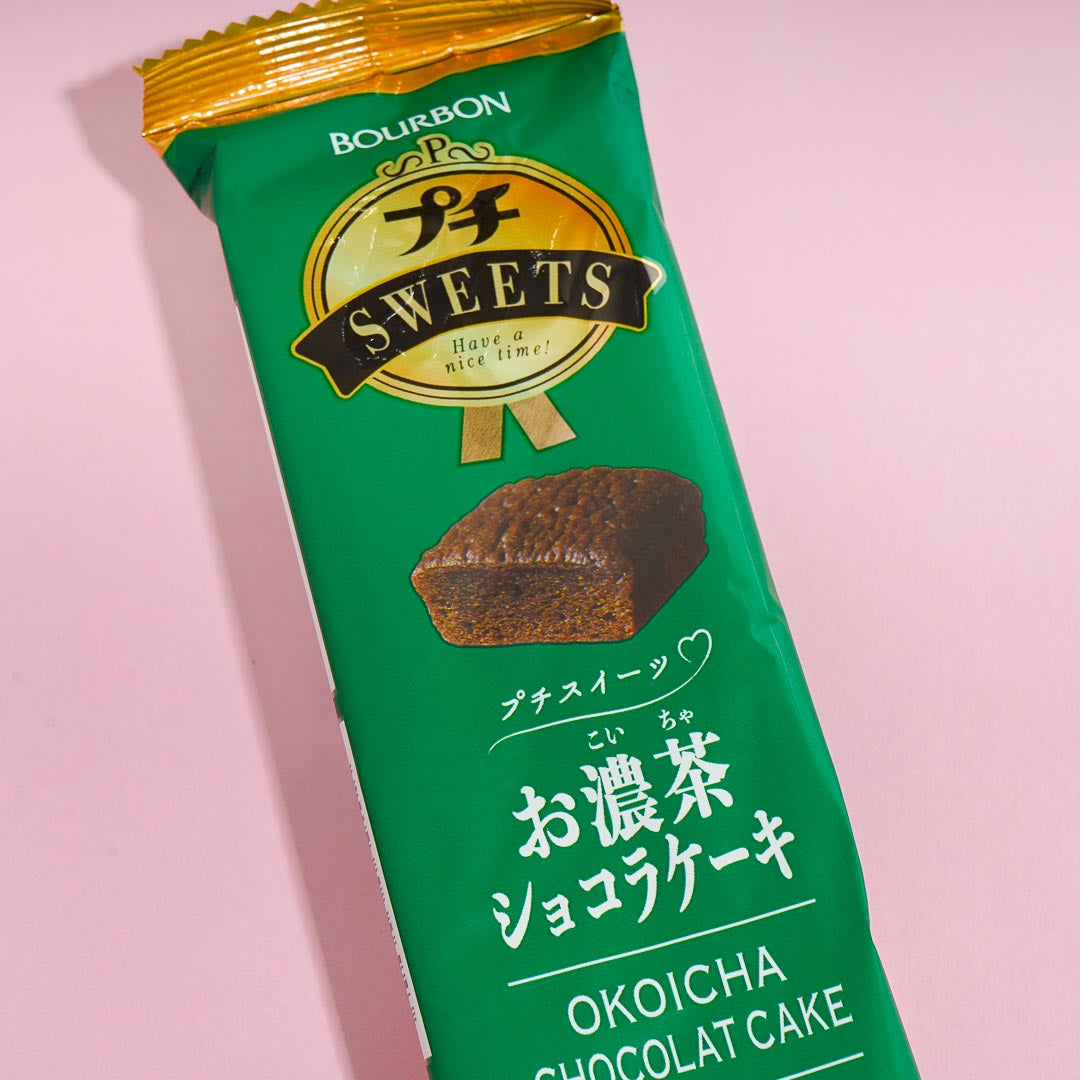 BOURBON
P
プチ
SWEETS
Have a
nice time!
プチスイーツ♡
こい ちゃ
お濃茶
ショコラケーキ
OKOICHA
CHOCOLAT CAKE